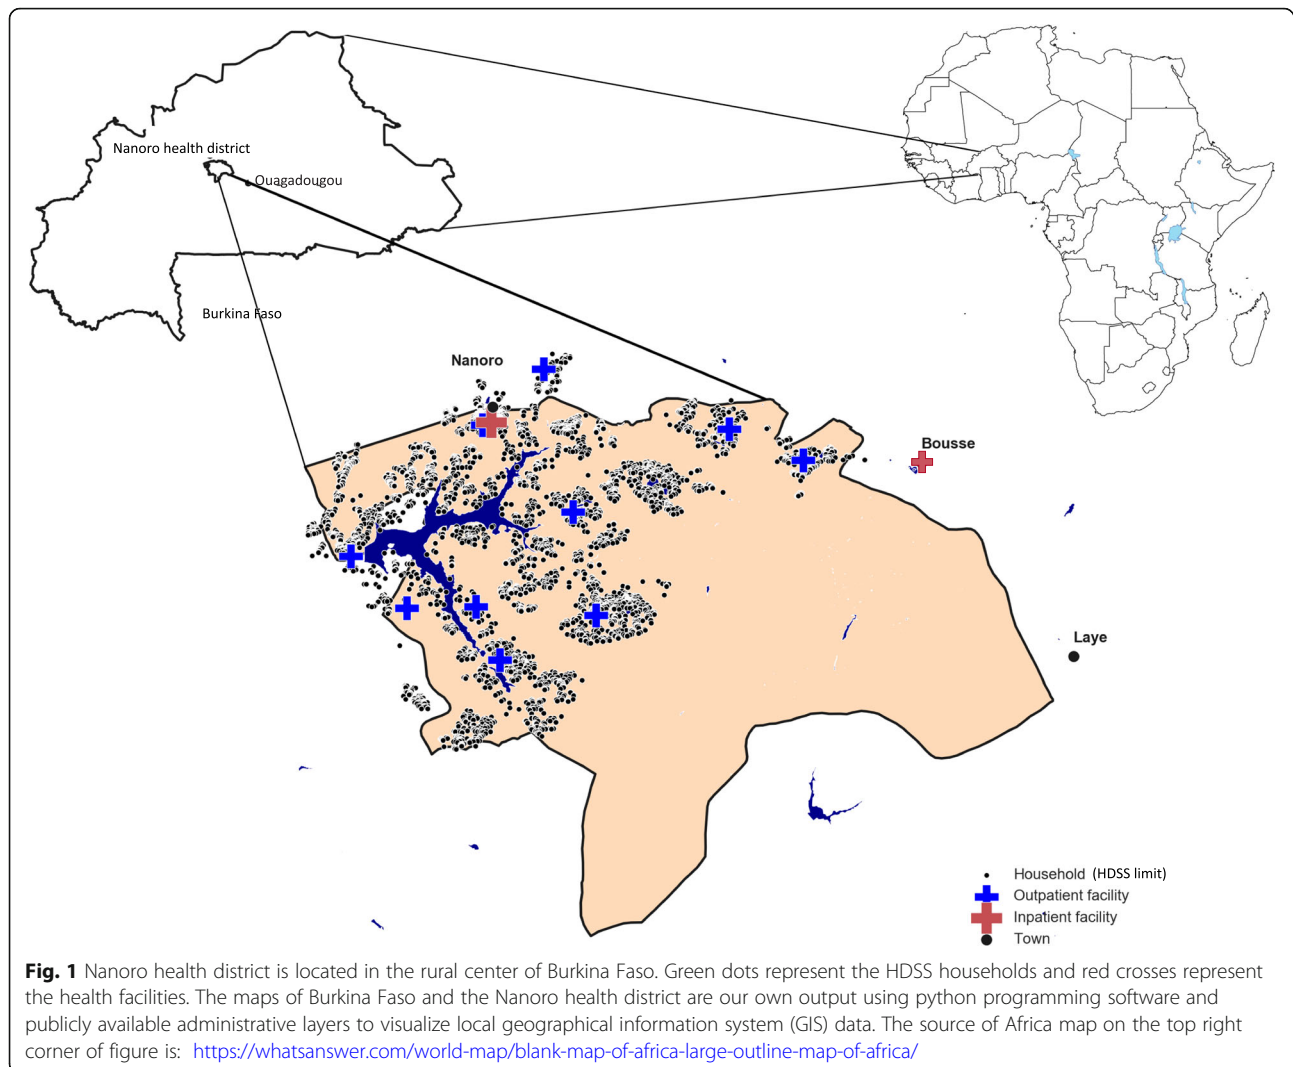 Nanoro health district
Ouagadougou
Burkina Faso
Nanoro
Bousse
Laye
Household (HDSS limit)
Outpatient facility
Inpatient facility
Town
Fig. 1 Nanoro health district is located in the rural center of Burkina Faso. Green dots represent the HDSS households and red crosses represent
the health facilities. The maps of Burkina Faso and the Nanoro health district are our own output using python programming software and
publicly available administrative layers to visualize local geographical information system (GIS) data. The source of Africa map on the top right
corner of figure is: https://whatsanswer.com/world-map/blank-map-of-africa-large-outline-map-of-africa/